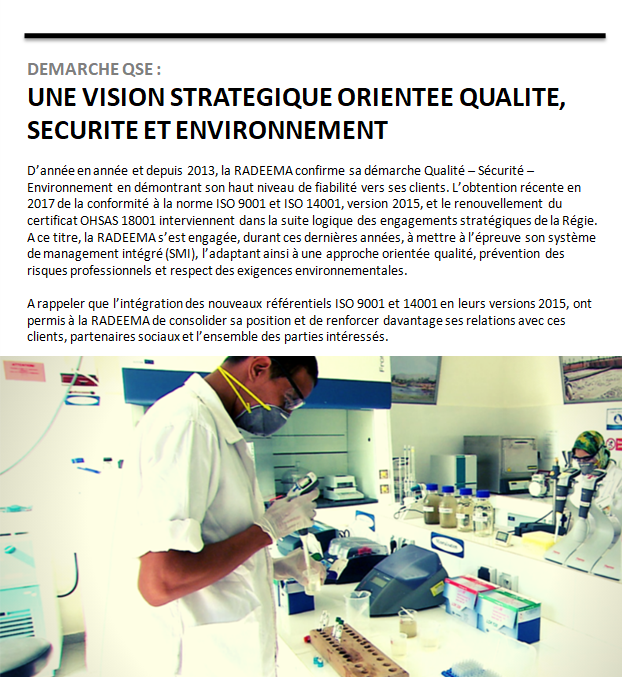 DEMARCHE QSE :
UNE VISION STRATEGIQUE ORIENTEE QUALITE,
SECURITE ET ENVIRONNEMENT
D’année en année et depuis 2013, la RADEEMA confirme sa démarche Qualité – Sécurité –
Environnement en démontrant son haut niveau de fiabilité vers ses clients. L’obtention récente en
2017 de la conformité à la norme ISO 9001 et ISO 14001, version 2015, et le renouvellement du
certificat OHSAS 18001 interviennent dans la suite logique des engagements stratégiques de la Régie.
A ce titre, la RADEEMA s’est engagée, durant ces dernières années, à mettre à l’épreuve son système
de management intégré (SMI), l’adaptant ainsi à une approche orientée qualité, prévention des
risques professionnels et respect des exigences environnementales.
A rappeler que l’intégration des nouveaux référentiels ISO 9001 et 14001 en leurs versions 2015, ont
permis à la RADEEMA de consolider sa position et de renforcer davantage ses relations avec ces
clients, partenaires sociaux et l’ensemble des parties intéressés.